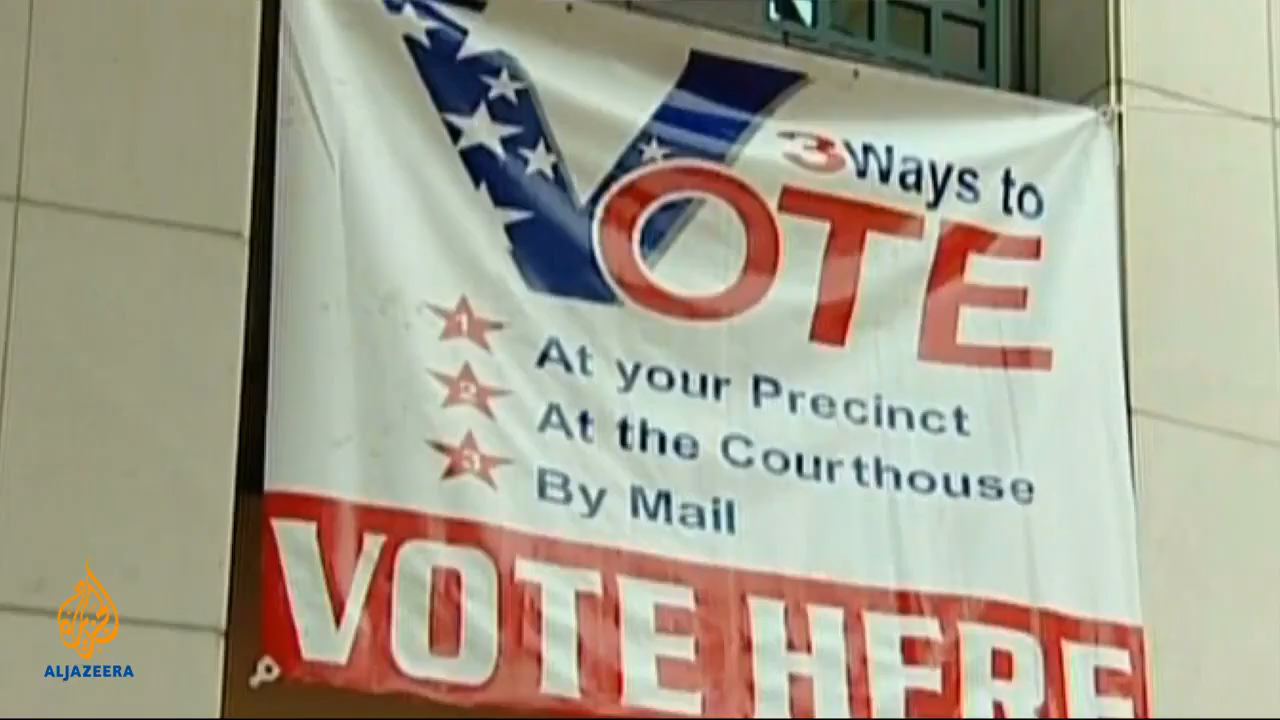 3 Ways to
VOTE
1 At your Precinct
2 At the Courthouse
3 By Mail
VOTE HERE
ALJAZEERA